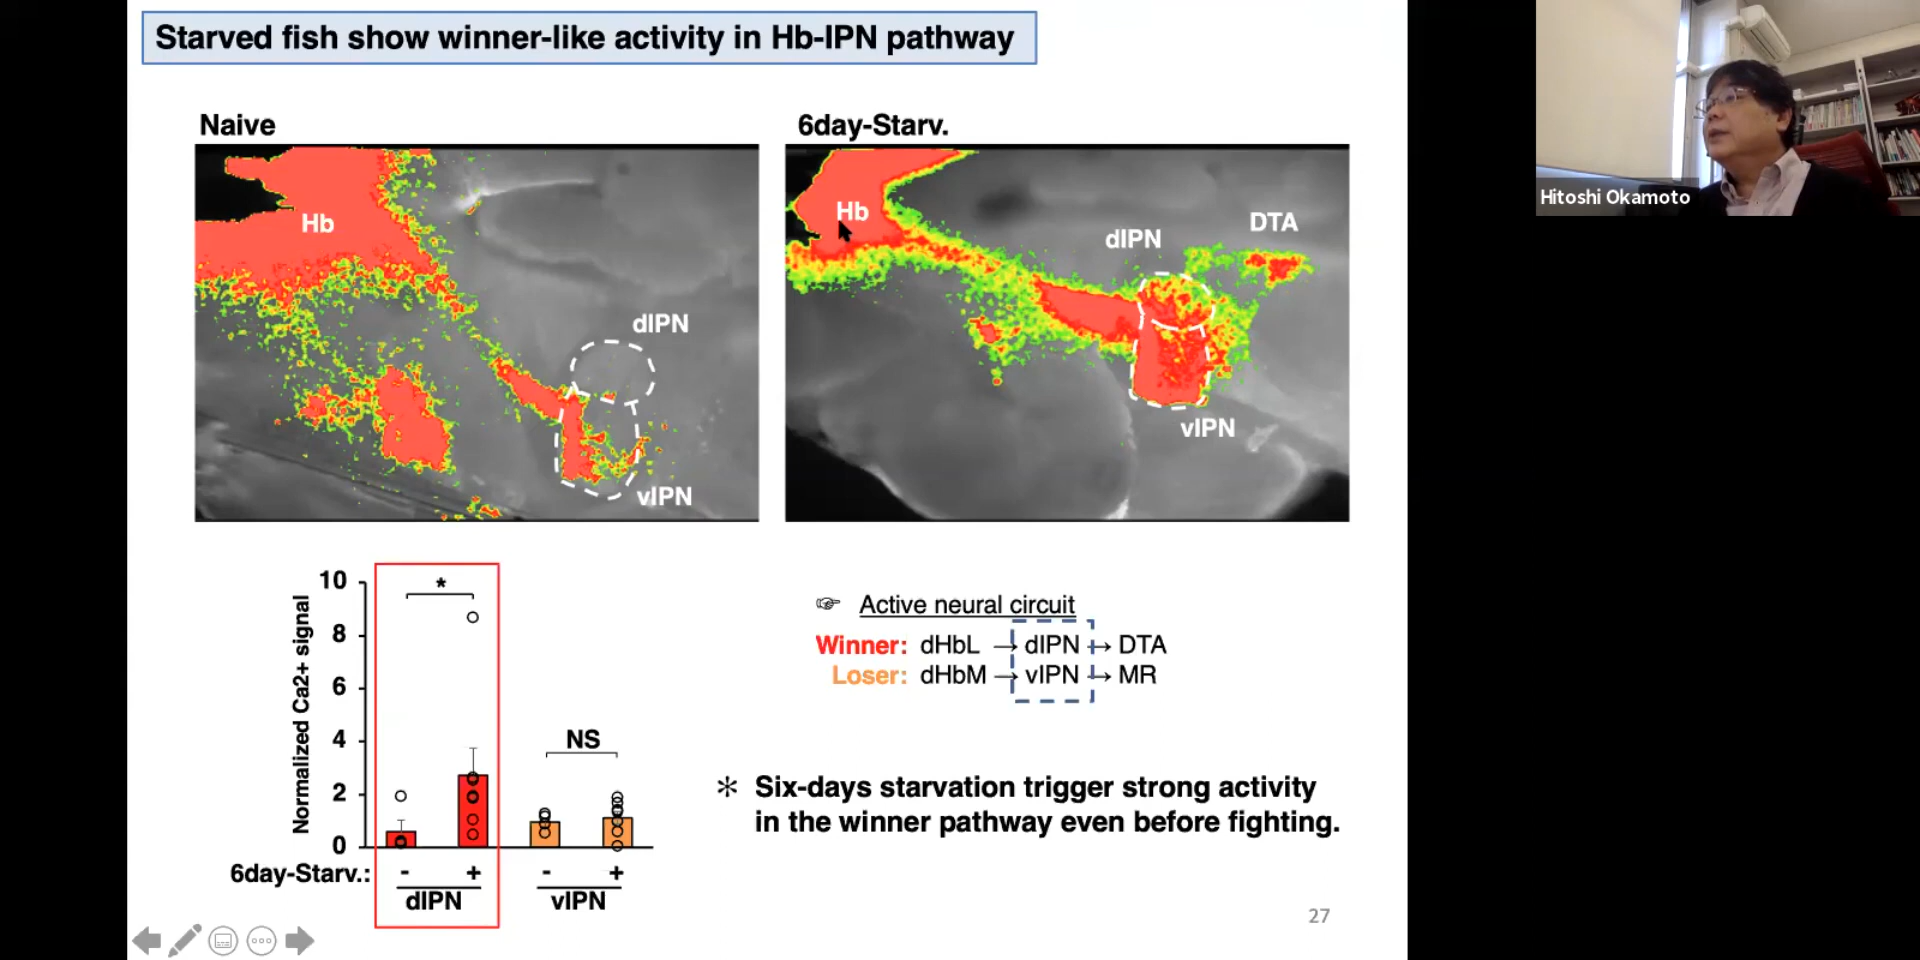 Starved fish show winner-like activity in Hb-IPN pathway
Hitoshi Okamoto
Naive
6day-Starv.
Hb
dIPN
vIPN
Hb
dIPN
DTA
vIPN
Normalized Ca2+ signal
10
8
6
4
2
0
*
NS
6day-Starv.: - + - +
dIPN vIPN
☞ Active neural circuit
Winner: dHbL → dIPN → DTA
Loser: dHbM → vIPN → MR
* Six-days starvation trigger strong activity
in the winner pathway even before fighting.
27